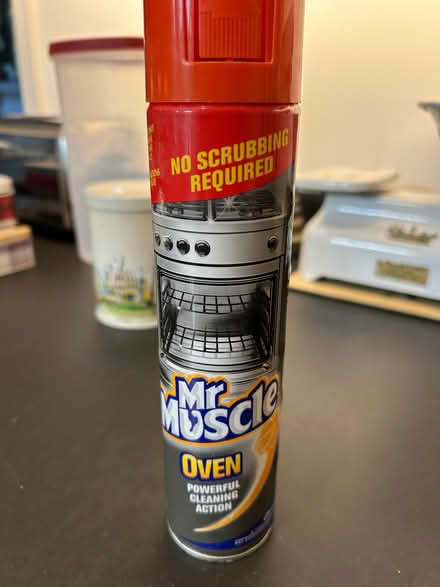 NO SCRUBBING
REQUIRED
Mr
MUSCLE
OVEN
POWERFUL
CLEANING
ACTION